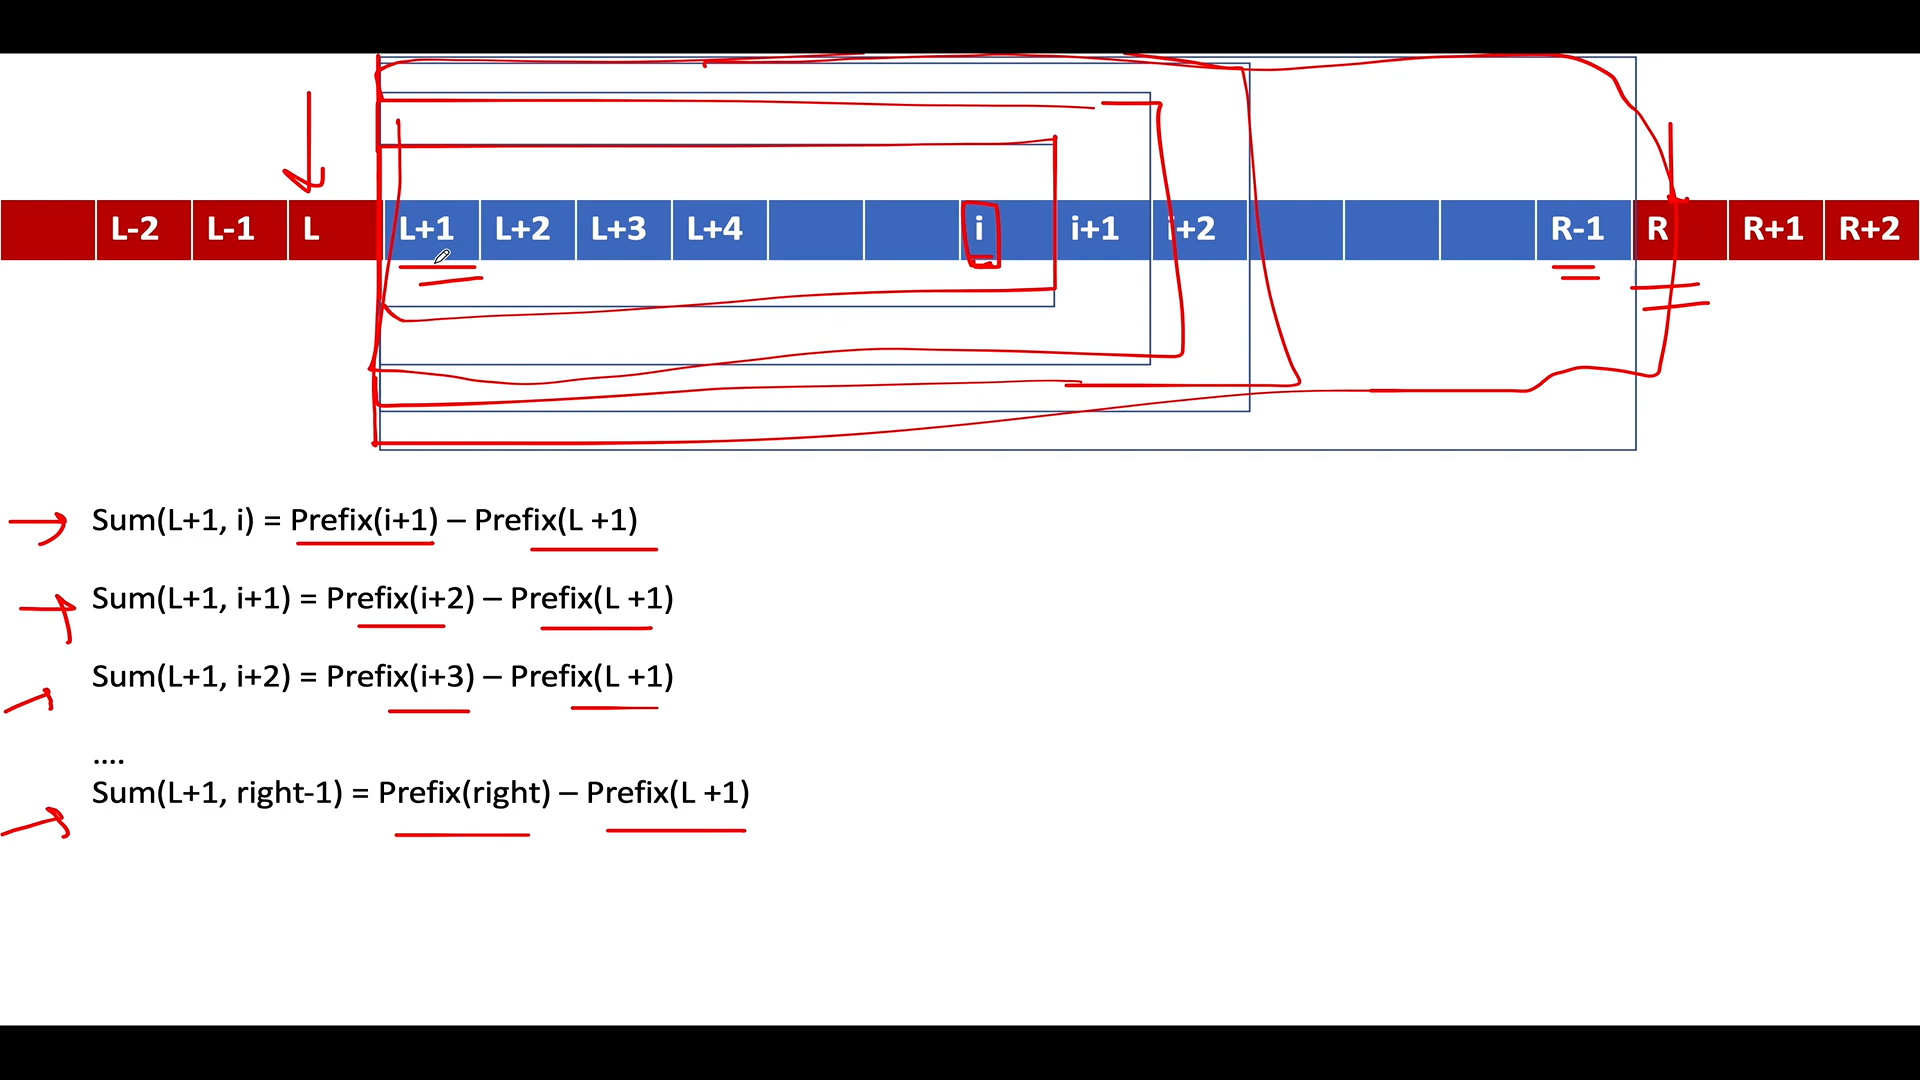 L-2 L-1 L L+1 L+2 L+3 L+4 i i+1 i+2 R-1 R R+1 R+2
Sum(L+1, i) = Prefix(i+1) – Prefix(L +1)
Sum(L+1, i+1) = Prefix(i+2) – Prefix(L +1)
Sum(L+1, i+2) = Prefix(i+3) – Prefix(L +1)
....
Sum(L+1, right-1) = Prefix(right) – Prefix(L +1)